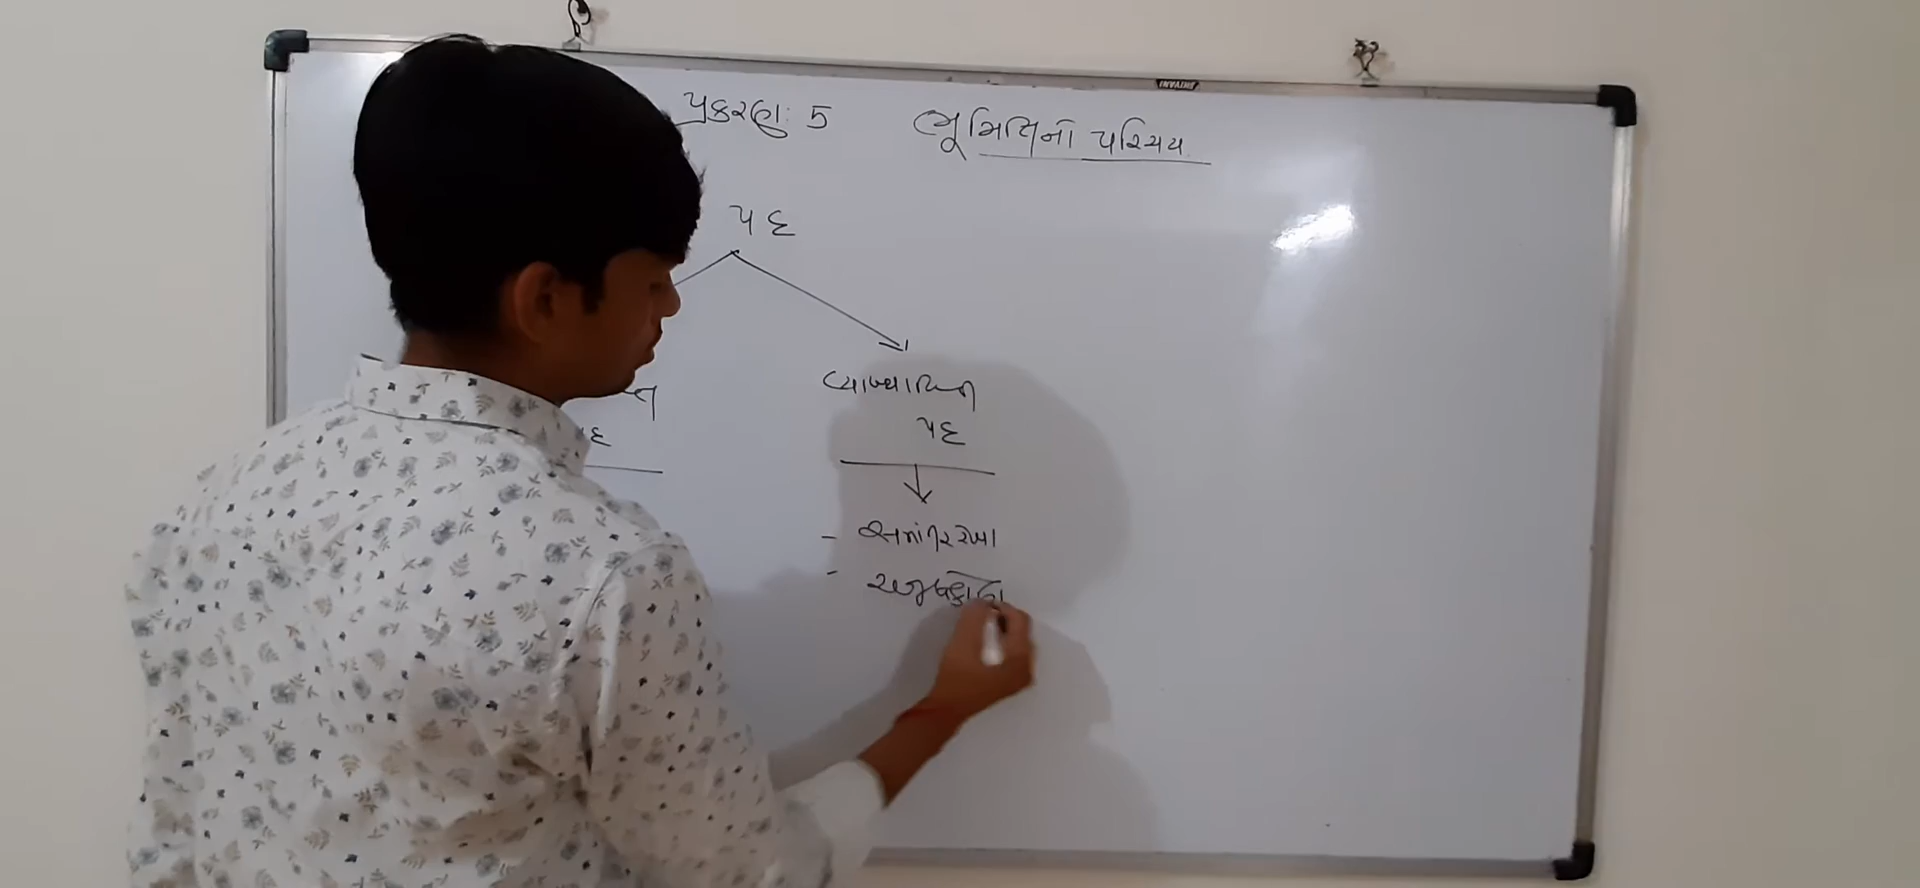 પ્રકરણ: 5 ભૂમિતિનો પરિચય
પદ
વ્યાખ્યાયિત
પદ
- સમાંતર રેખા
-